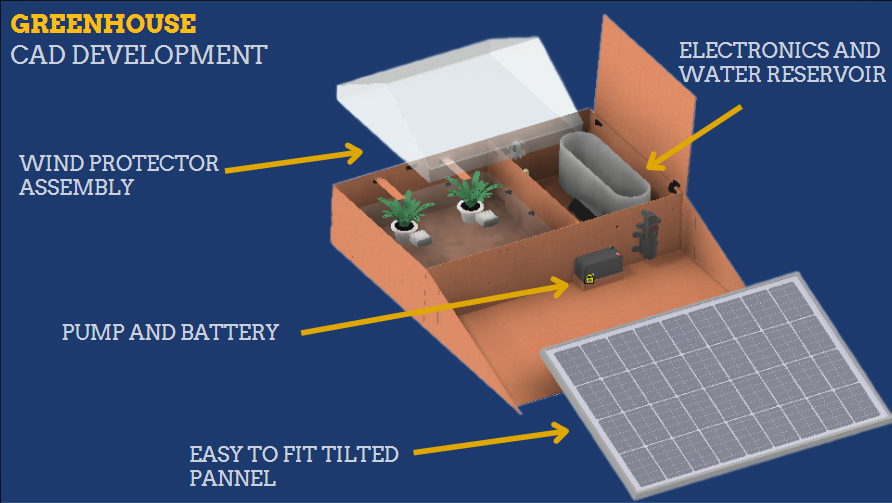 GREENHOUSE
CAD DEVELOPMENT
ELECTRONICS AND
WATER RESERVOIR
WIND PROTECTOR
ASSEMBLY
PUMP AND BATTERY
EASY TO FIT TILTED
PANNEL